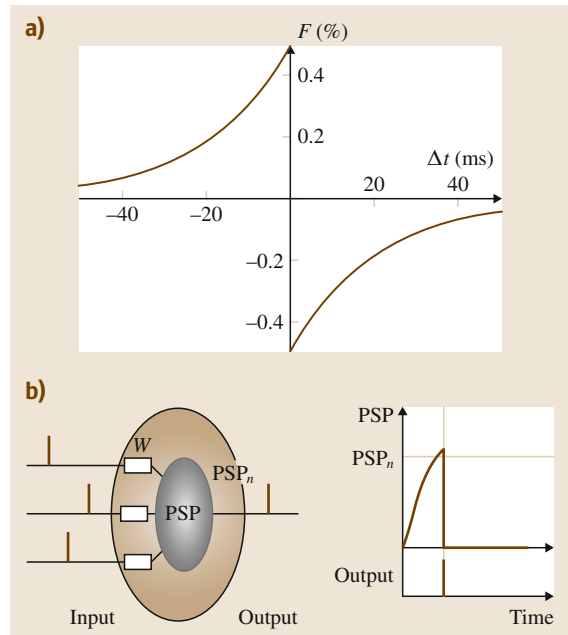 a)
F (%)
0.4
0.2
Δt (ms)
−40
−20
20
40
−0.2
−0.4
b)
W
PSPn
PSP
Input
Output
PSP
PSPn
Output
Time